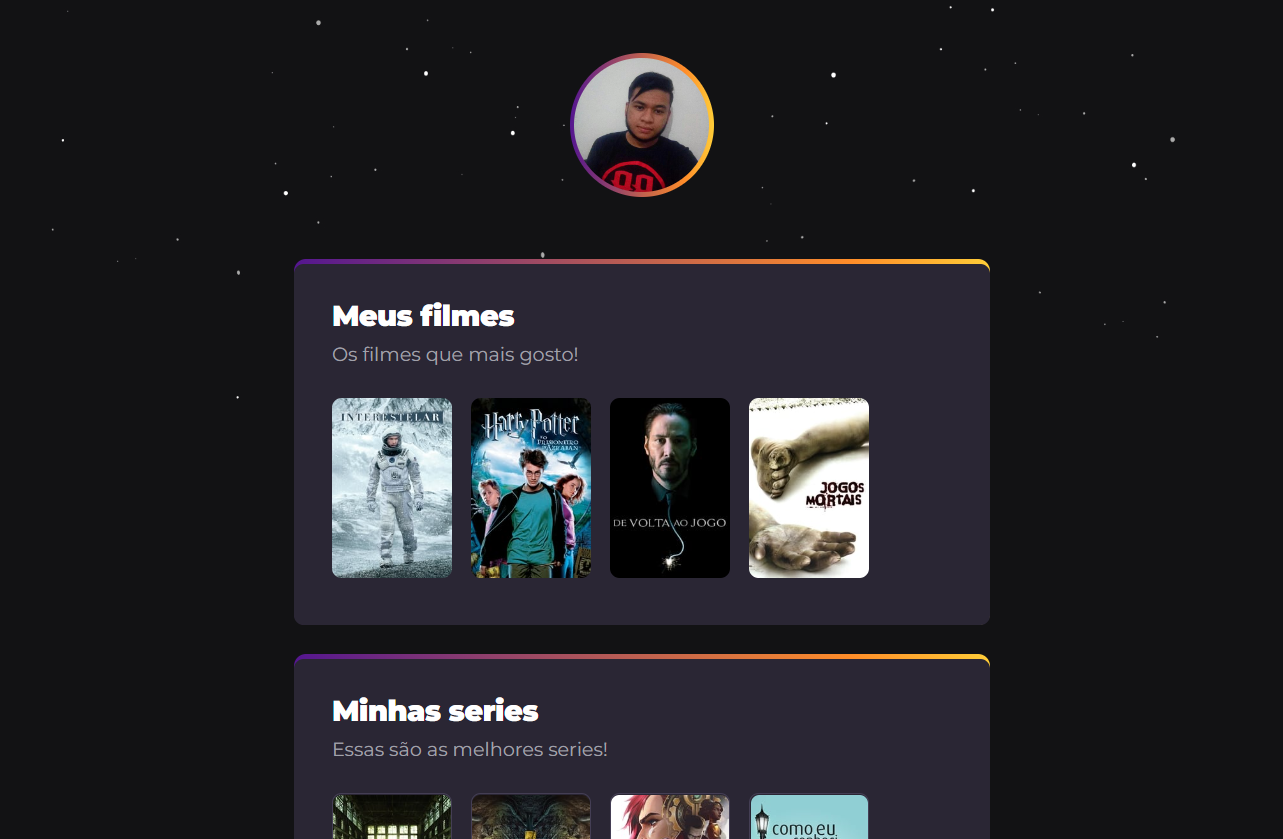 Meus filmes
Os filmes que mais gosto!
INTERESTELAR
Harry Potter
E O
PRISIONEIRO
DE AZKABAN
DE VOLTA AO JOGO
JOGOS
MORTAIS
Minhas series
Essas são as melhores series!
como eu
conheci